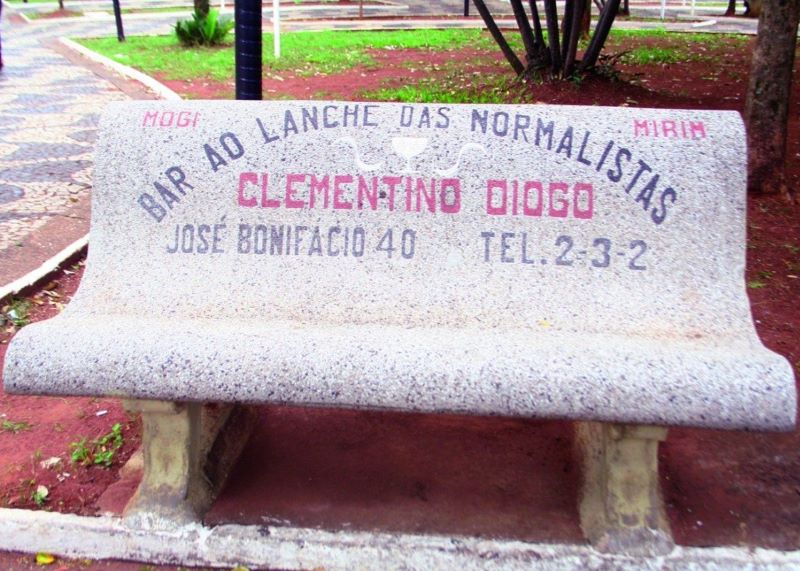 MOGI MIRIM
BAR AO LANCHE DAS NORMALISTAS
CLEMENTINO DIOGO
JOSÉ BONIFACIO 40 TEL. 2-3-2